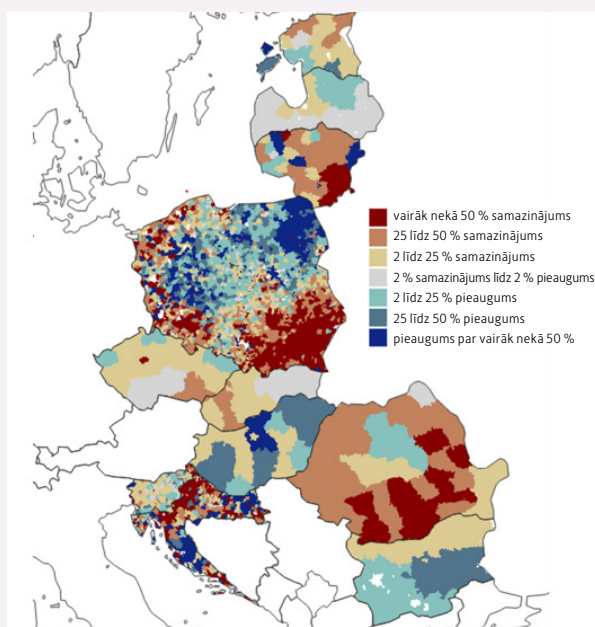 vairāk nekā 50 % samazinājums
25 līdz 50 % samazinājums
2 līdz 25 % samazinājums
2 % samazinājums līdz 2 % pieaugums
2 līdz 25 % pieaugums
25 līdz 50 % pieaugums
pieaugums par vairāk nekā 50 %